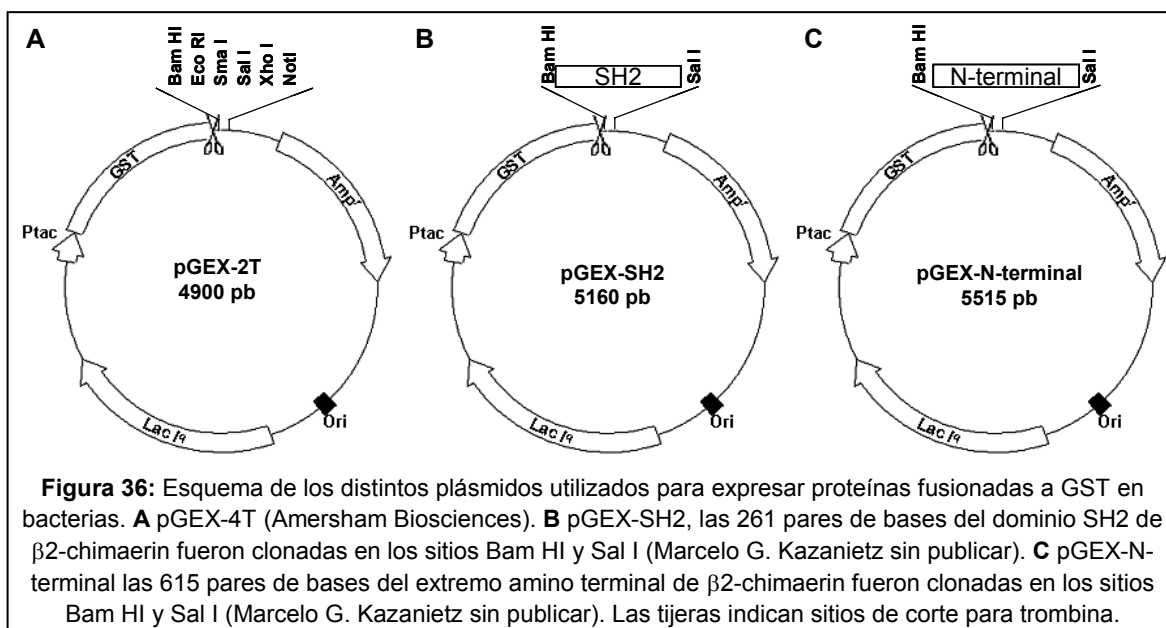 A
Bam HI
Eco RI
Sma I
Sal I
Xho I
NotI
GST
Ampʳ
Ptac
pGEX-2T
4900 pb
Lac Iq
Ori
B
Bam HI
SH2
Sal I
GST
Ampʳ
Ptac
pGEX-SH2
5160 pb
Lac Iq
Ori
C
Bam HI
N-terminal
Sal I
GST
Ampʳ
Ptac
pGEX-N-terminal
5515 pb
Lac Iq
Ori
Figura 36: Esquema de los distintos plásmidos utilizados para expresar proteínas fusionadas a GST en
bacterias. A pGEX-4T (Amersham Biosciences). B pGEX-SH2, las 261 pares de bases del dominio SH2 de
β2-chimaerin fueron clonadas en los sitios Bam HI y Sal I (Marcelo G. Kazanietz sin publicar). C pGEX-N-
terminal las 615 pares de bases del extremo amino terminal de β2-chimaerin fueron clonadas en los sitios
Bam HI y Sal I (Marcelo G. Kazanietz sin publicar). Las tijeras indican sitios de corte para trombina.